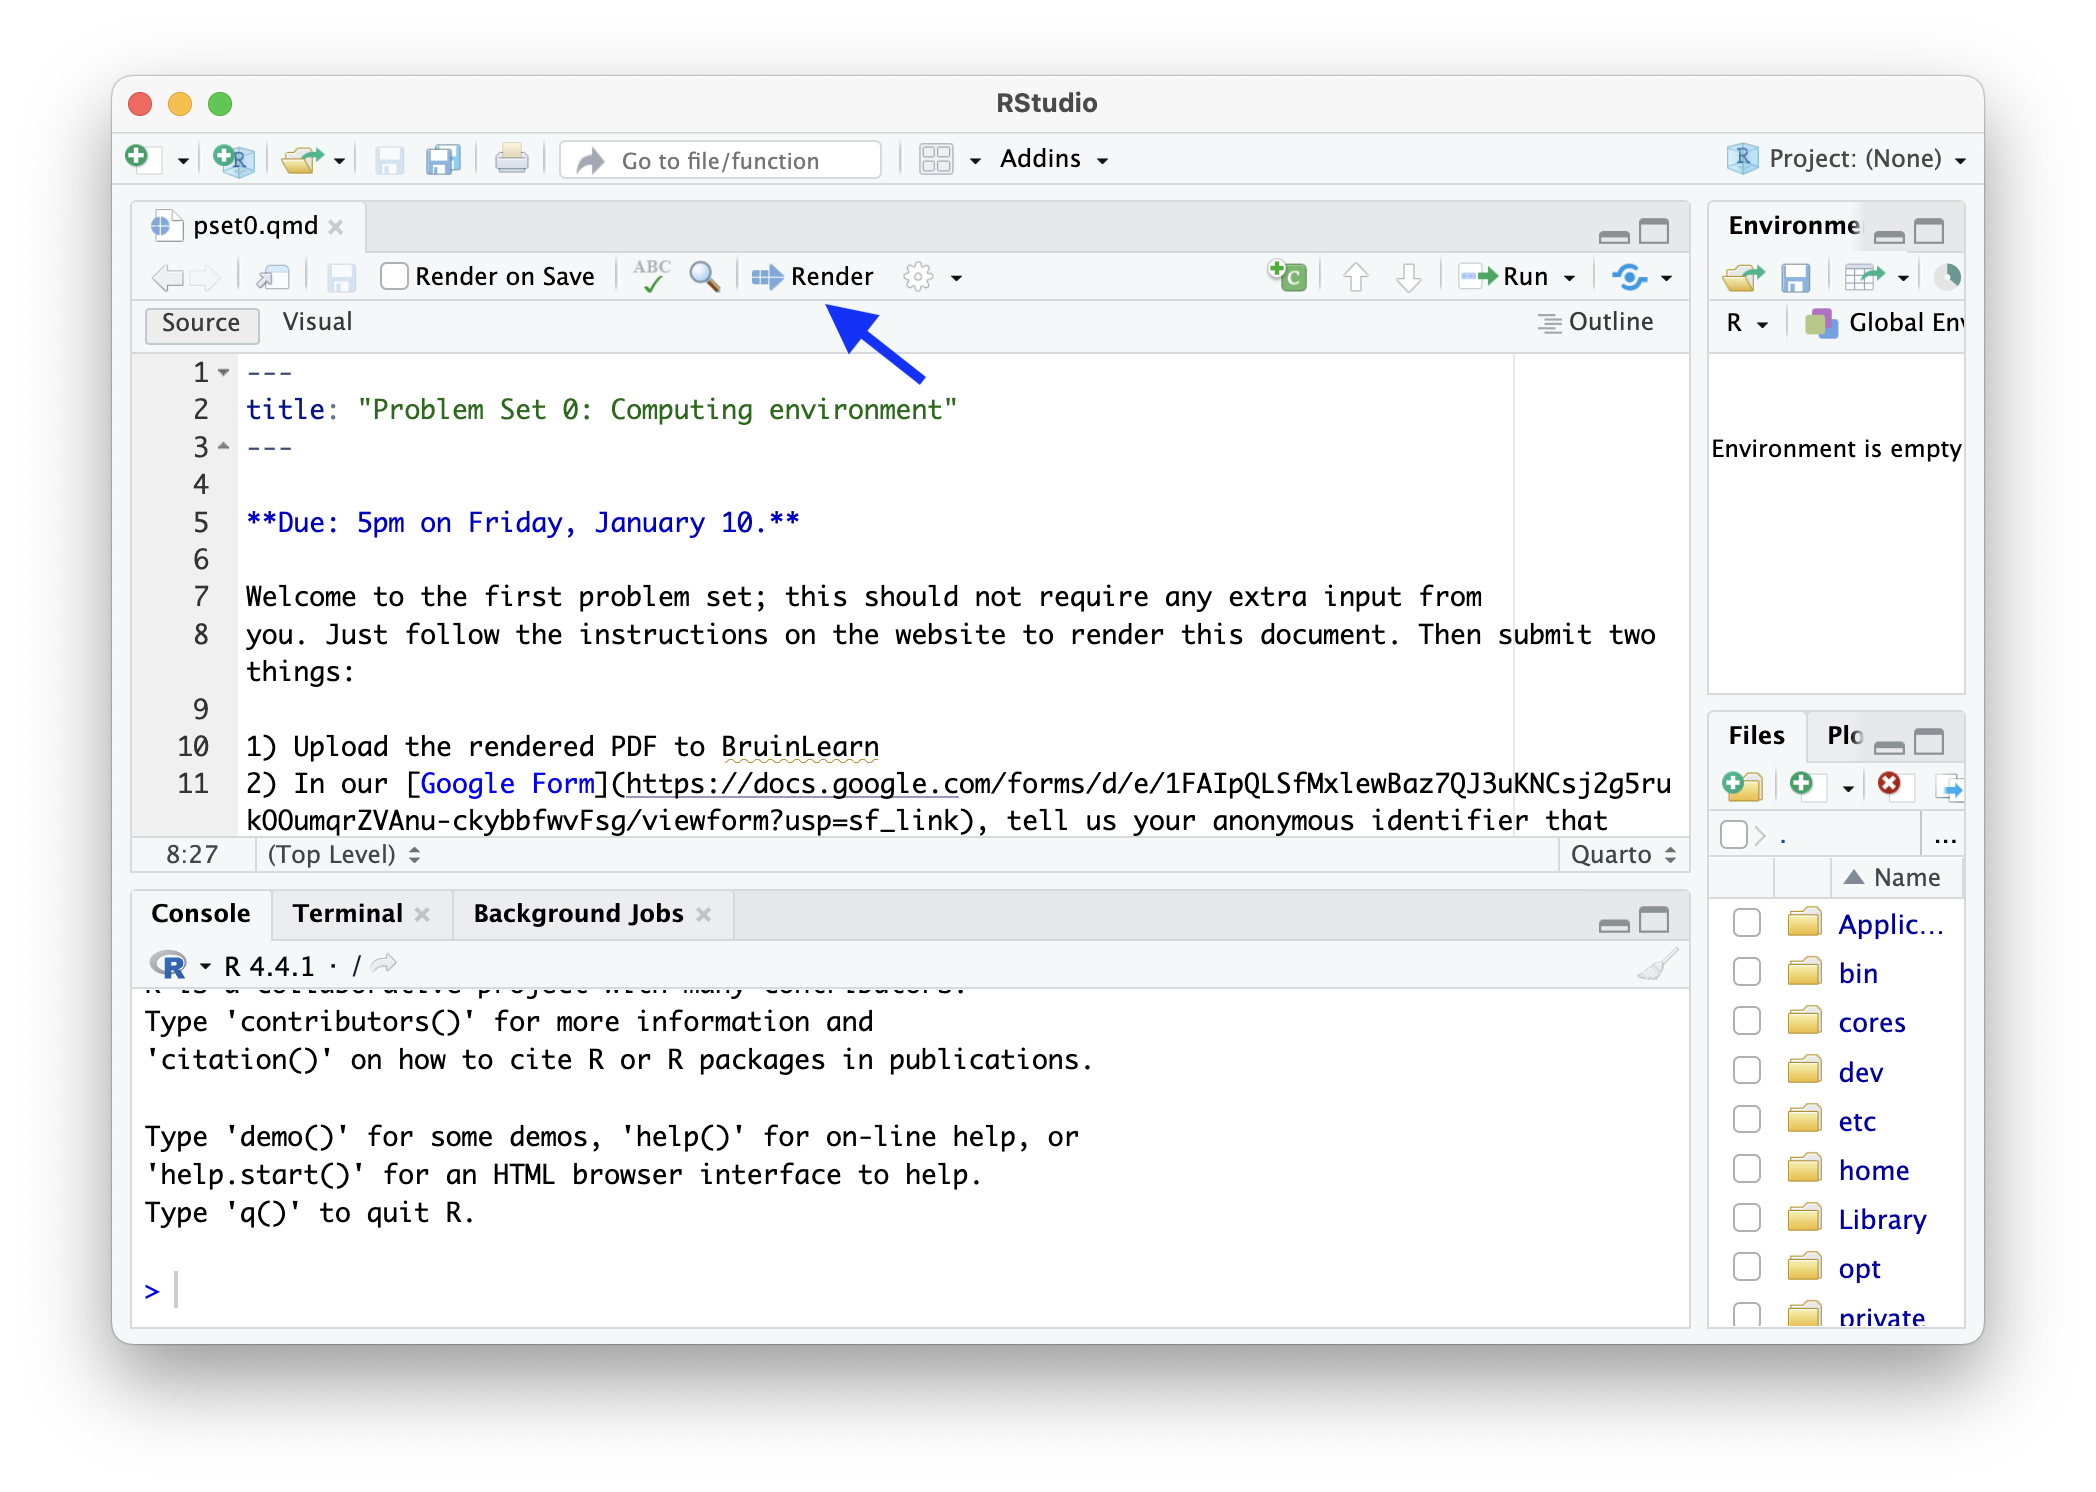 RStudio
Go to file/function
Addins
Project: (None)
pset0.qmd
Render on Save
ABC
Render
Run
Source
Visual
Outline
1
---
2
title: "Problem Set 0: Computing environment"
3
---
4
5
**Due: 5pm on Friday, January 10.**
6
7
Welcome to the first problem set; this should not require any extra input from
8
you. Just follow the instructions on the website to render this document. Then submit two
things:
9
10
1) Upload the rendered PDF to BruinLearn
11
2) In our [Google Form](https://docs.google.com/forms/d/e/1FAIpQLSfMxlewBaz7QJ3uKNCsj2g5ru
kOOumqrZVAnu-ckybbfwvFsg/viewform?usp=sf_link), tell us your anonymous identifier that
8:27
(Top Level)
Quarto
Console
Terminal
Background Jobs
R 4.4.1 · /
R is a collaborative project with many contributors.
Type 'contributors()' for more information and
'citation()' on how to cite R or R packages in publications.
Type 'demo()' for some demos, 'help()' for on-line help, or
'help.start()' for an HTML browser interface to help.
Type 'q()' to quit R.
>
Environme
R
Global Env
Environment is empty
Files
Plo
.
...
Name
Applic...
bin
cores
dev
etc
home
Library
opt
private